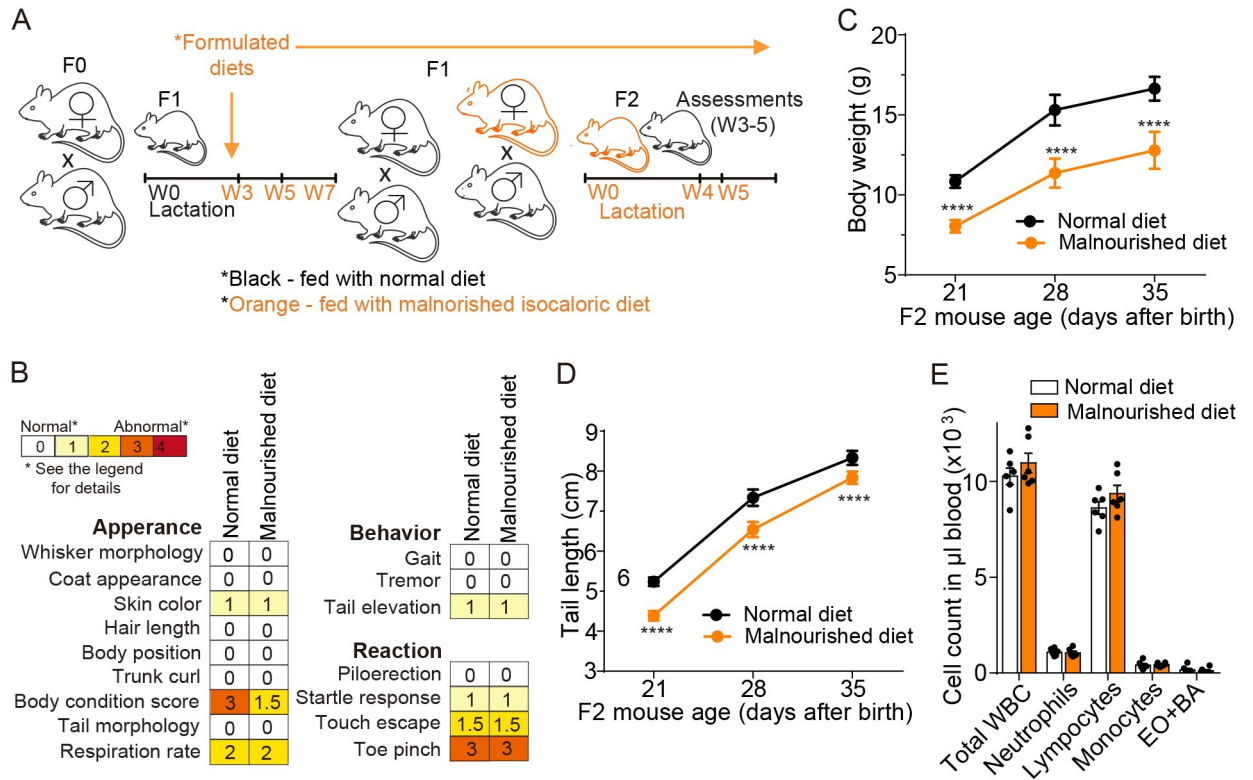 A
*Formulated
diets
F0
F1
F1
F2
Assessments
(W3-5)
X
X
X
W0
W3
W5
W7
Lactation
W0
W4
W5
Lactation
*Black - fed with normal diet
*Orange - fed with malnorished isocaloric diet
C
Body weight (g)
20
15
10
5
****
****
****
Normal diet
Malnourished diet
21
28
35
F2 mouse age (days after birth)
B
Normal*
Abnormal*
0
1
2
3
4
* See the legend
for details
Normal diet
Malnourished diet
Apperance
Whisker morphology 0 0
Coat appearance 0 0
Skin color 1 1
Hair length 0 0
Body position 0 0
Trunk curl 0 0
Body condition score 3 1.5
Tail morphology 0 0
Respiration rate 2 2
Normal diet
Malnourished diet
Behavior
Gait 0 0
Tremor 0 0
Tail elevation 1 1
Reaction
Piloerection 0 0
Startle response 1 1
Touch escape 1.5 1.5
Toe pinch 3 3
D
Tail length (cm)
9
8
7
6
6
5
4
3
****
****
****
Normal diet
Malnourished diet
21
28
35
F2 mouse age (days after birth)
E
Normal diet
Malnourished diet
Cell count in µl blood (x10 3)
10
5
0
Total WBC
Neutrophils
Lympocytes
Monocytes
EO+BA